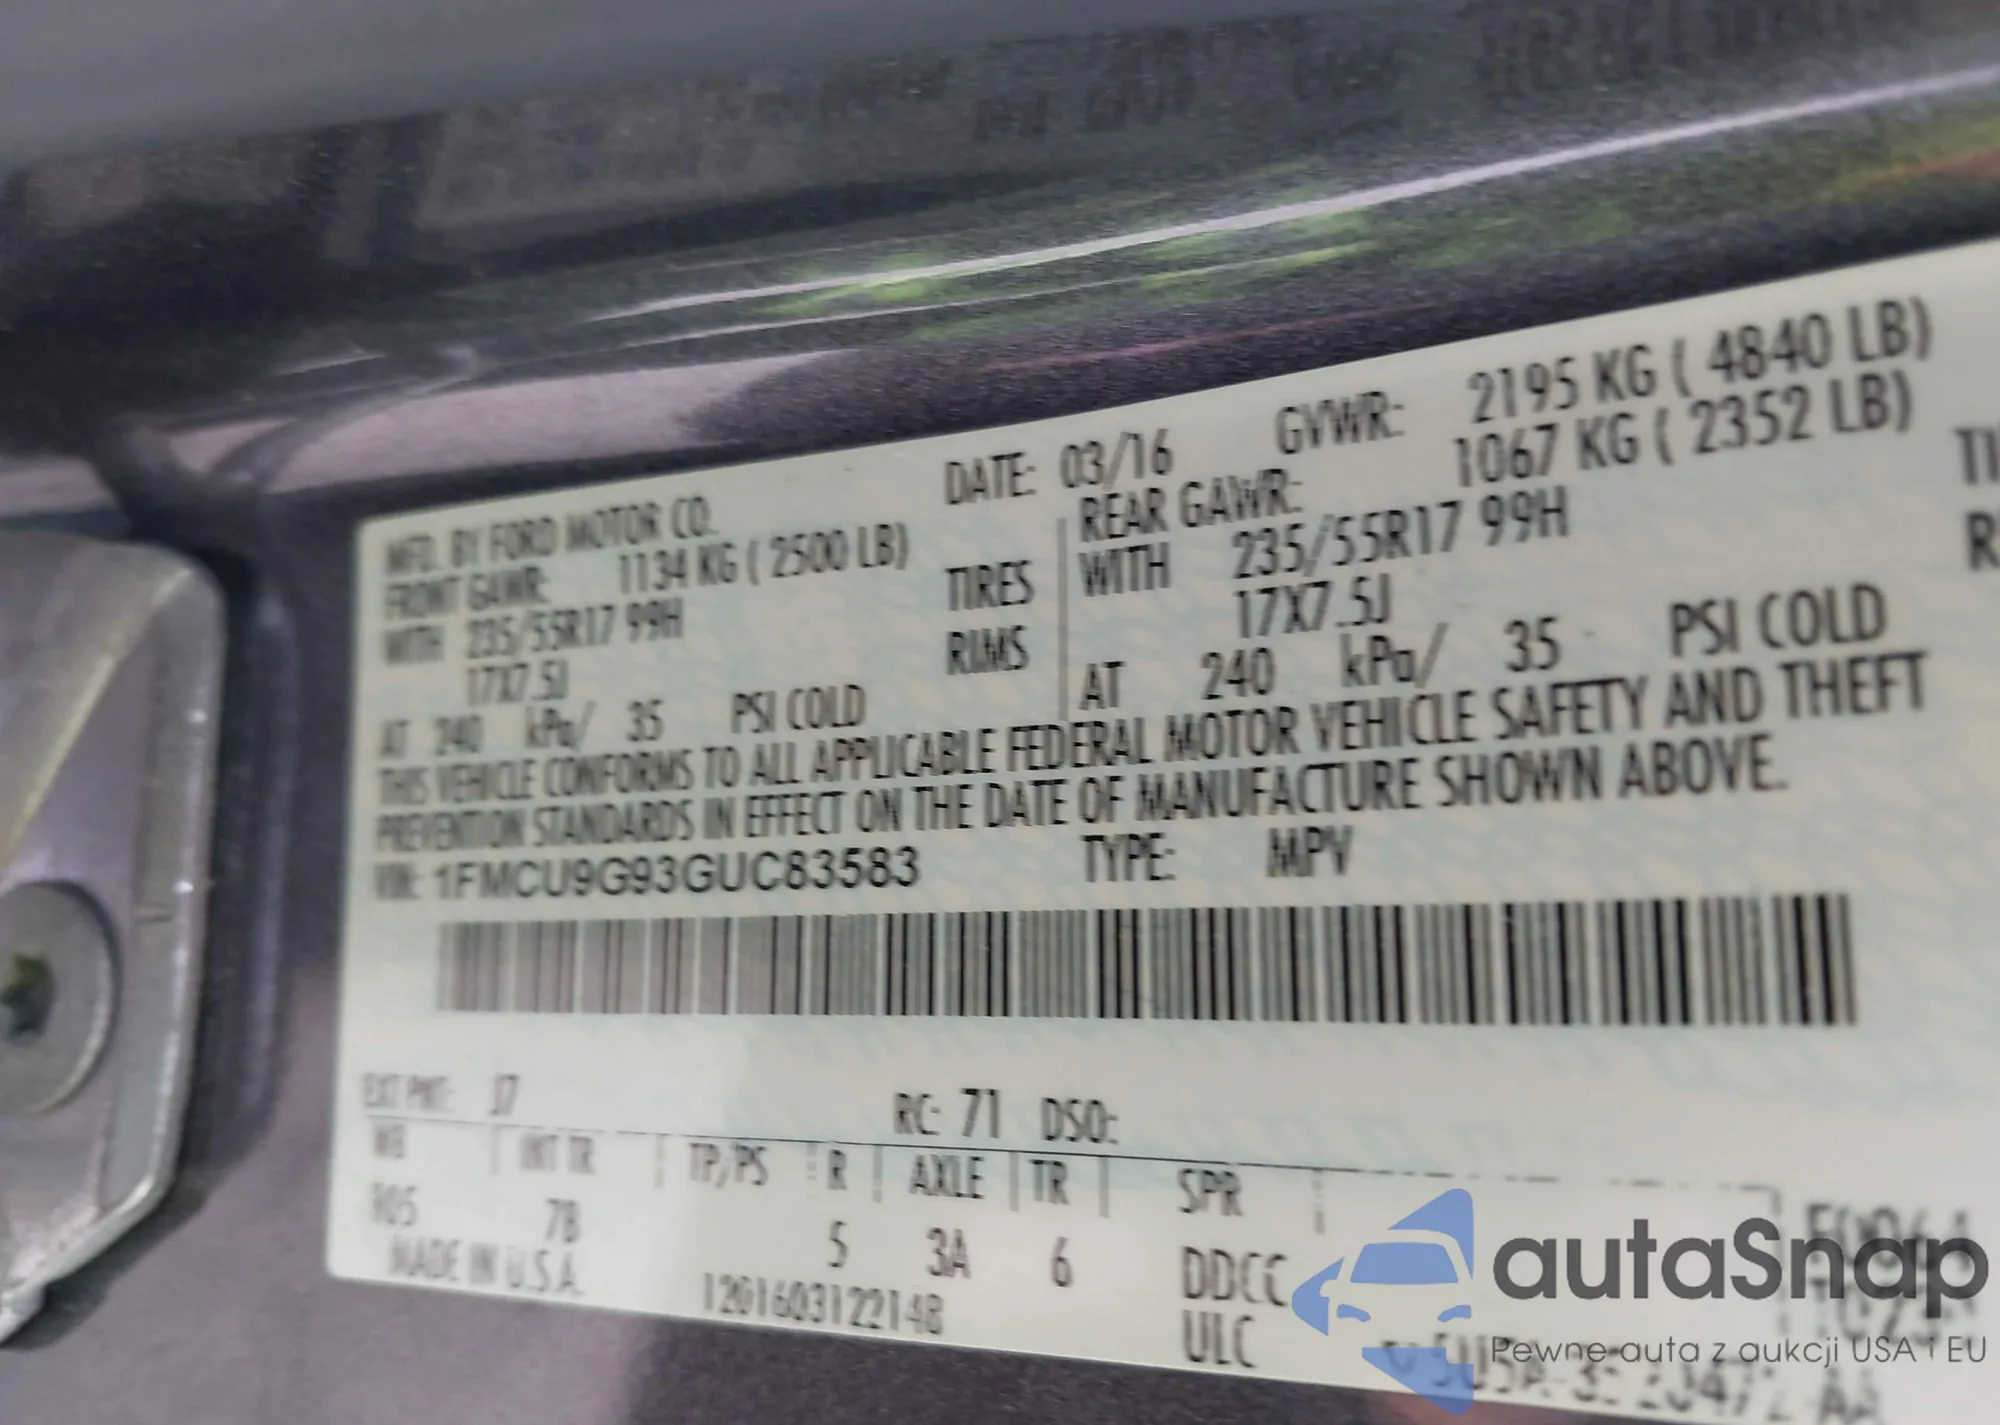 MFD. BY FORD MOTOR CO. DATE: 03/16 GVWR: 2195 KG ( 4840 LB)
FRONT GAWR: 1134 KG ( 2500 LB) REAR GAWR: 1067 KG ( 2352 LB)
WITH 235/55R17 99H TIRES WITH 235/55R17 99H
17X7.5J RIMS 17X7.5J
AT 240 kPa/ 35 PSI COLD AT 240 kPa/ 35 PSI COLD
THIS VEHICLE CONFORMS TO ALL APPLICABLE FEDERAL MOTOR VEHICLE SAFETY AND THEFT
PREVENTION STANDARDS IN EFFECT ON THE DATE OF MANUFACTURE SHOWN ABOVE.
VIN: 1FMCU9G93GUC83583 TYPE: MPV
EXT PNT: J7 RC: 71 DSO:
WB INT TR TP/PS R AXLE TR SPR
R05 7B 5 3A 6 DDCC
MADE IN U.S.A. 1201603122148 ULC
autaSnap
Pewne auta z aukcji USA i EU